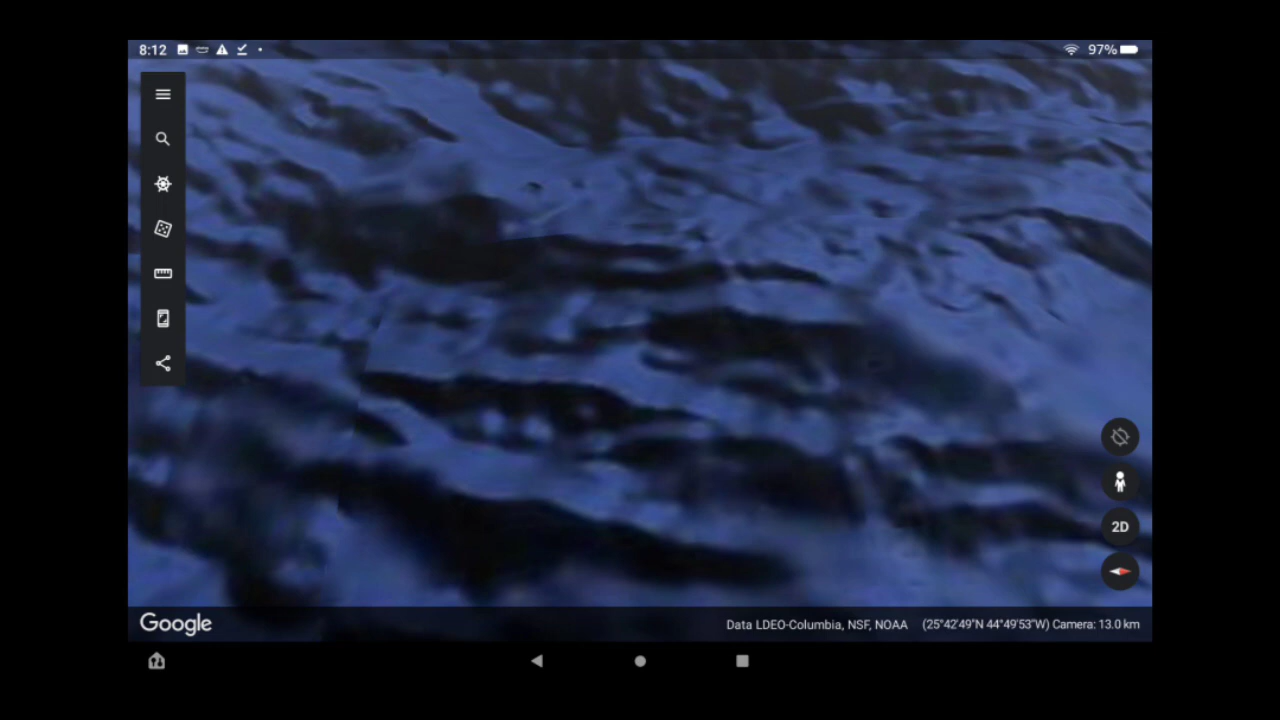 8:12
97%
2D
Google
Data LDEO-Columbia, NSF, NOAA (25°42'49"N 44°49'53"W) Camera: 13.0 km